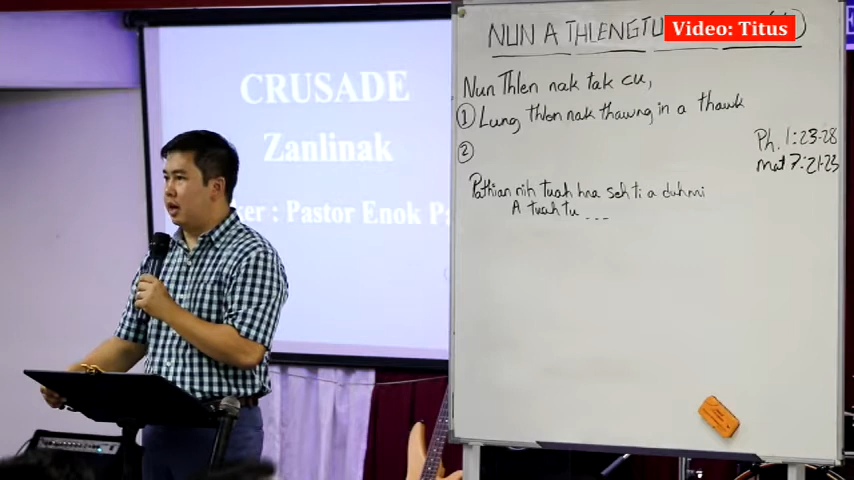 CRUSADE
Zanlinak
ker : Pastor Enok Pa
Video: Titus
NUN A THLENGTU
Nun Thlen nak tak cu,
① Lung thlen nak thawng in a thawk
②
Ph. 1:23-28
Mat 7:21-23
Pathian nih tuah hna seh ti a duhmi
A tuah tu ...